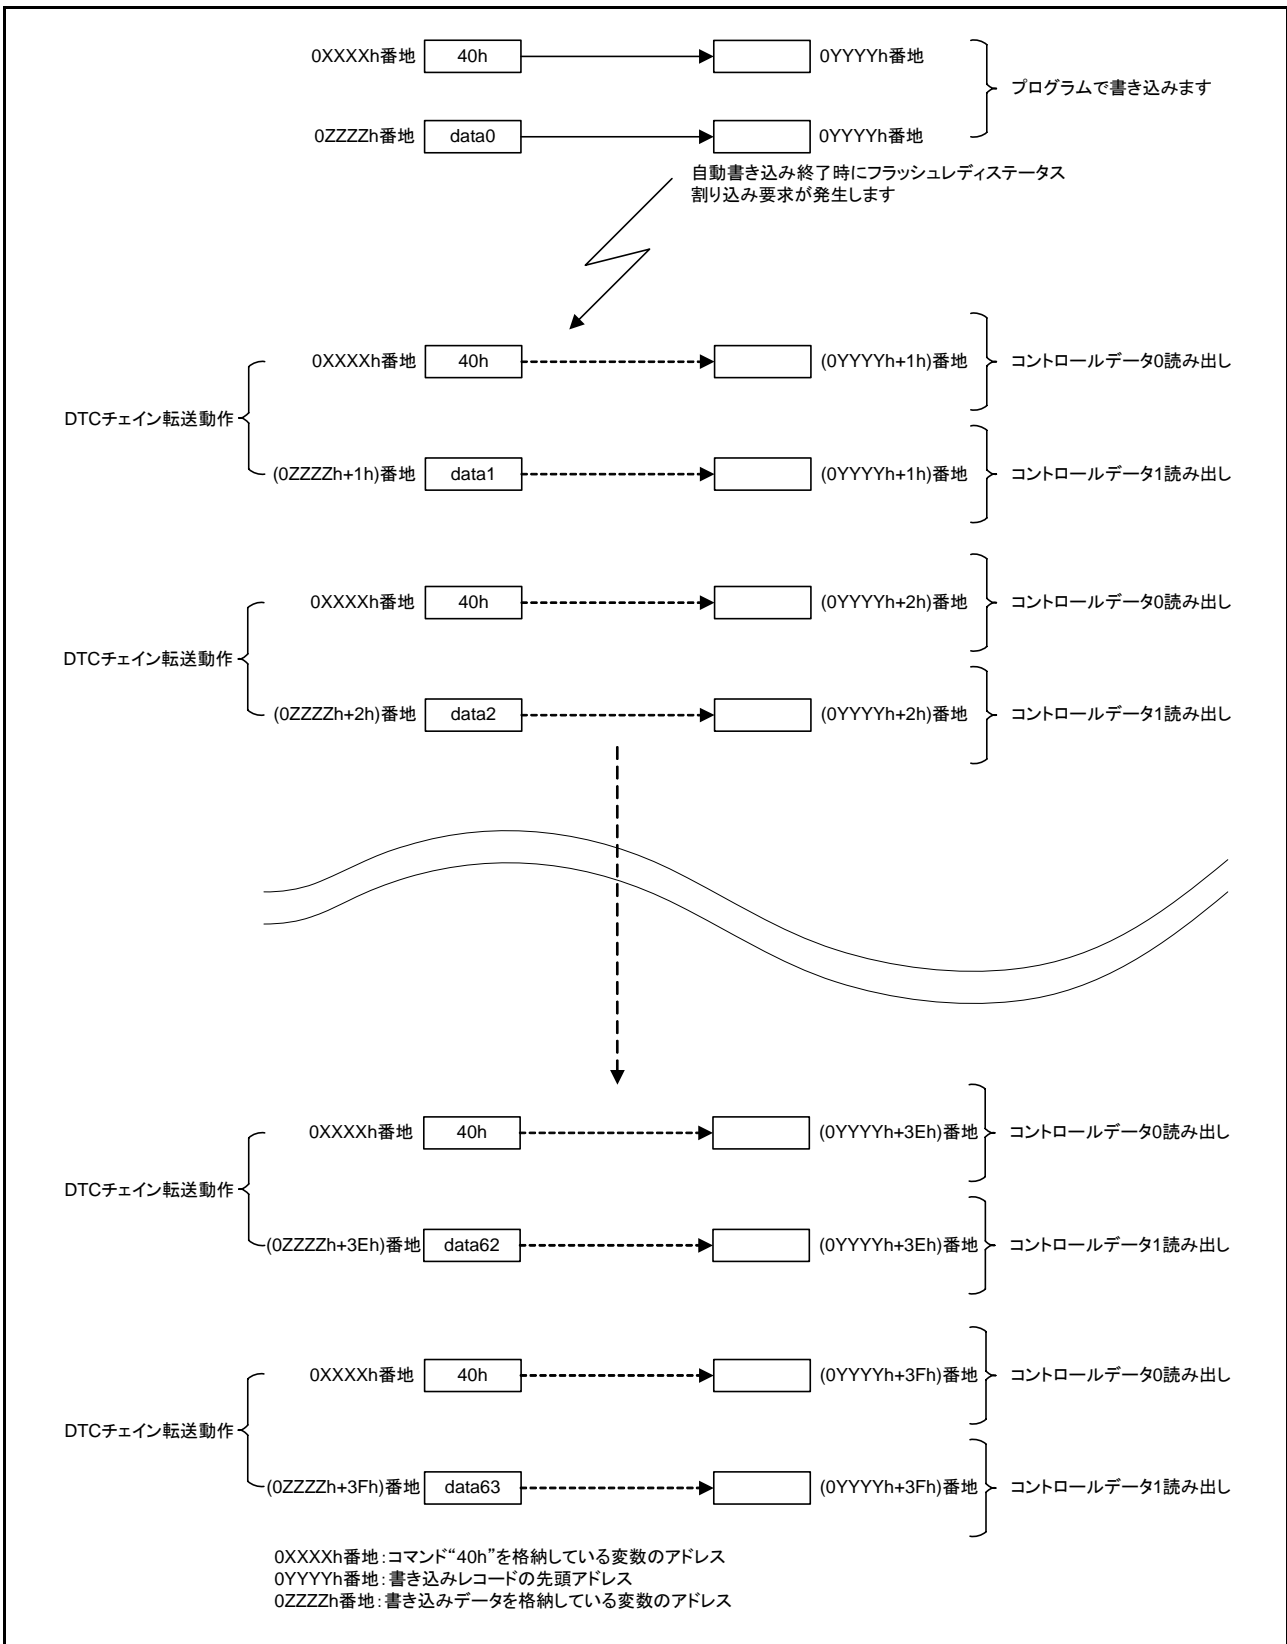 0XXXXh番地 40h 0YYYYh番地
プログラムで書き込みます
0ZZZZh番地 data0 0YYYYh番地
自動書き込み終了時にフラッシュレディステータス
割り込み要求が発生します
0XXXXh番地 40h (0YYYYh+1h)番地 コントロールデータ0読み出し
DTCチェイン転送動作
(0ZZZZh+1h)番地 data1 (0YYYYh+1h)番地 コントロールデータ1読み出し
0XXXXh番地 40h (0YYYYh+2h)番地 コントロールデータ0読み出し
DTCチェイン転送動作
(0ZZZZh+2h)番地 data2 (0YYYYh+2h)番地 コントロールデータ1読み出し
0XXXXh番地 40h (0YYYYh+3Eh)番地 コントロールデータ0読み出し
DTCチェイン転送動作
(0ZZZZh+3Eh)番地 data62 (0YYYYh+3Eh)番地 コントロールデータ1読み出し
0XXXXh番地 40h (0YYYYh+3Fh)番地 コントロールデータ0読み出し
DTCチェイン転送動作
(0ZZZZh+3Fh)番地 data63 (0YYYYh+3Fh)番地 コントロールデータ1読み出し
0XXXXh番地:コマンド“40h”を格納している変数のアドレス
0YYYYh番地:書き込みレコードの先頭アドレス
0ZZZZh番地:書き込みデータを格納している変数のアドレス